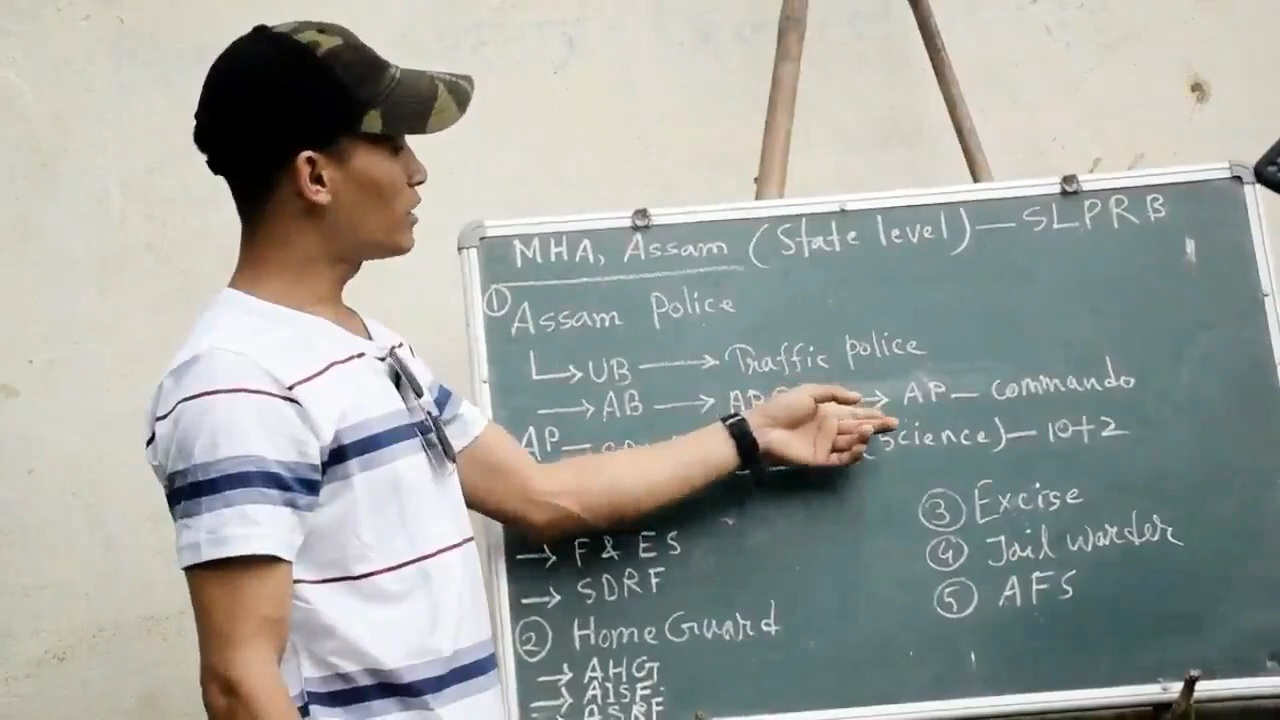 MHA, Assam (State level) — SLPRB
① Assam Police
↳ UB → Traffic police
→ AB → → AP — commando
AP — (science) — 10+2
→ F & ES
→ SDRF
② Home Guard
→ AHG
→ AISF
③ Excise
④ Jail warder
⑤ AFS